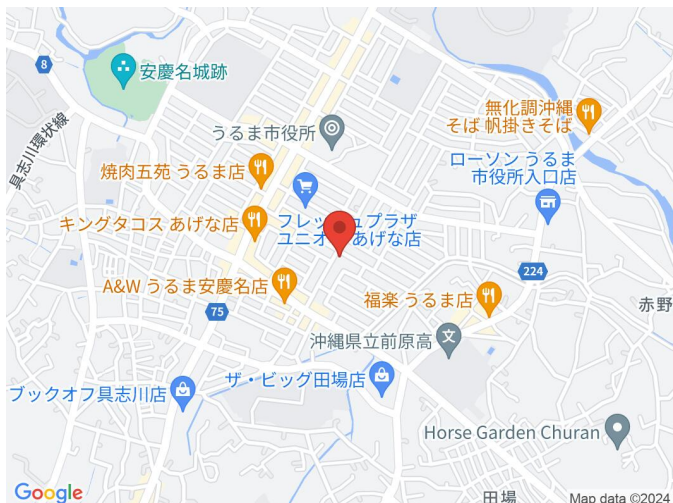 8
安慶名城跡
具志川環状線
うるま市役所
無化調沖縄
そば 帆掛きそば
焼肉五苑 うるま店
ローソン うるま
市役所入口店
キングタコス あげな店
フレッシュプラザ
ユニオンあげな店
224
A&W うるま安慶名店
福楽 うるま店
赤野
75
沖縄県立前原高
文
ブックオフ具志川店
ザ・ビッグ田場店
Horse Garden Churan
Google
田場
Map data ©2024